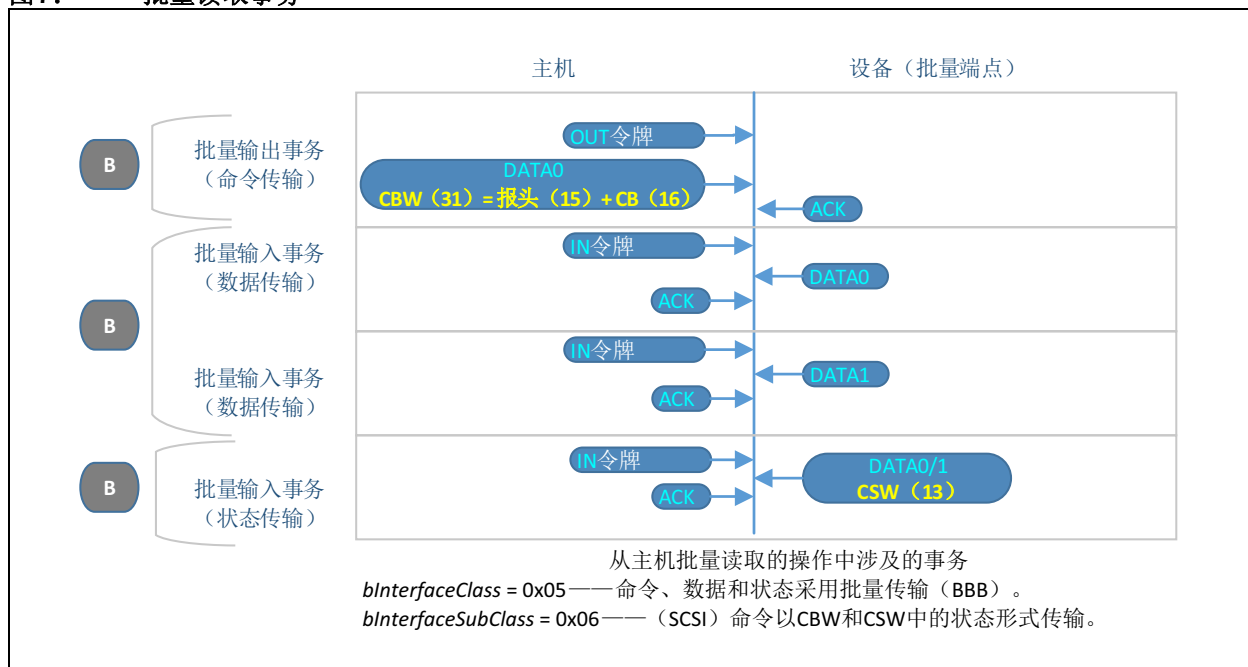 主机
设备（批量端点）
B
批量输出事务
（命令传输）
OUT令牌
DATA0
CBW（31）= 报头（15）+ CB（16）
ACK
B
批量输入事务
（数据传输）
IN令牌
DATA0
ACK
批量输入事务
（数据传输）
IN令牌
DATA1
ACK
B
批量输入事务
（状态传输）
IN令牌
DATA0/1
CSW（13）
ACK
从主机批量读取的操作中涉及的事务
bInterfaceClass = 0x05——命令、数据和状态采用批量传输（BBB）。
bInterfaceSubClass = 0x06——（SCSI）命令以CBW和CSW中的状态形式传输。